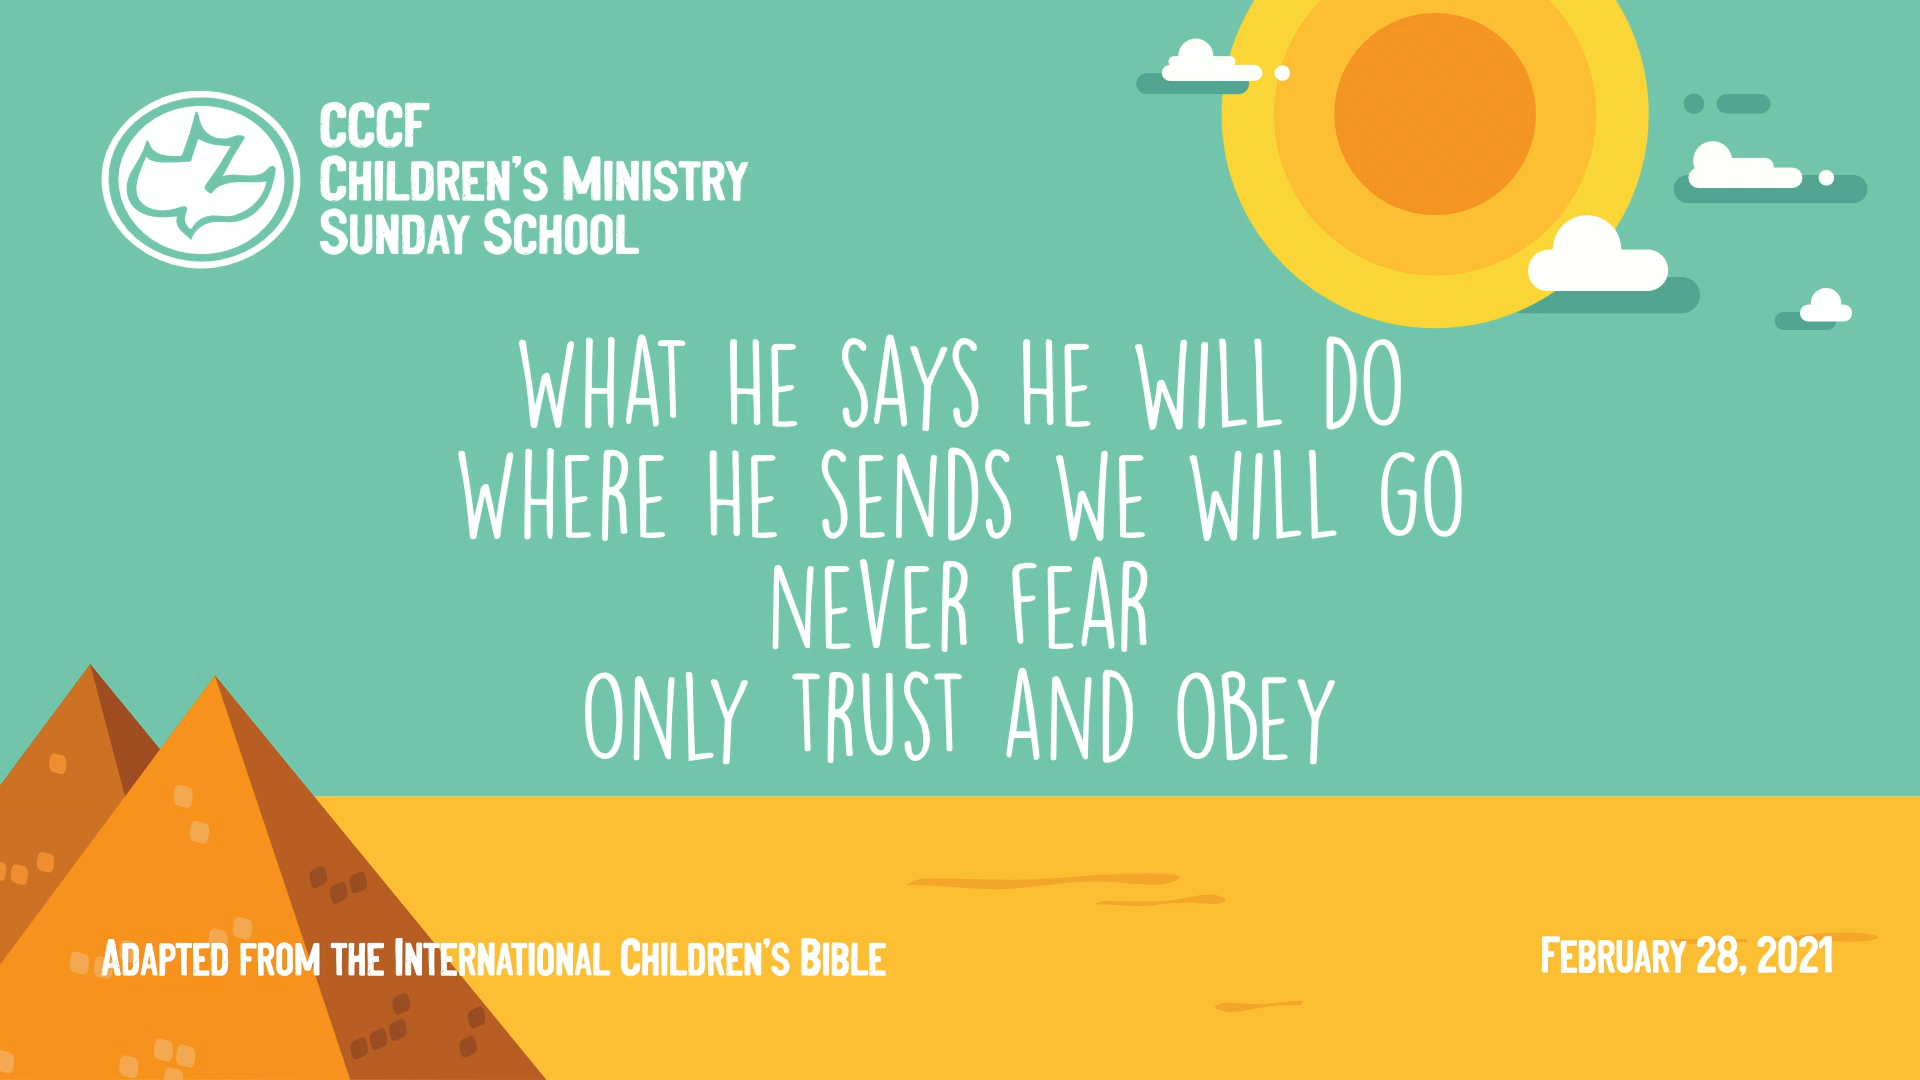 CCCF
Children's Ministry
Sunday School
WHAT HE SAYS HE WILL DO
WHERE HE SENDS WE WILL GO
NEVER FEAR
ONLY TRUST AND OBEY
Adapted from the International Children's Bible
February 28, 2021